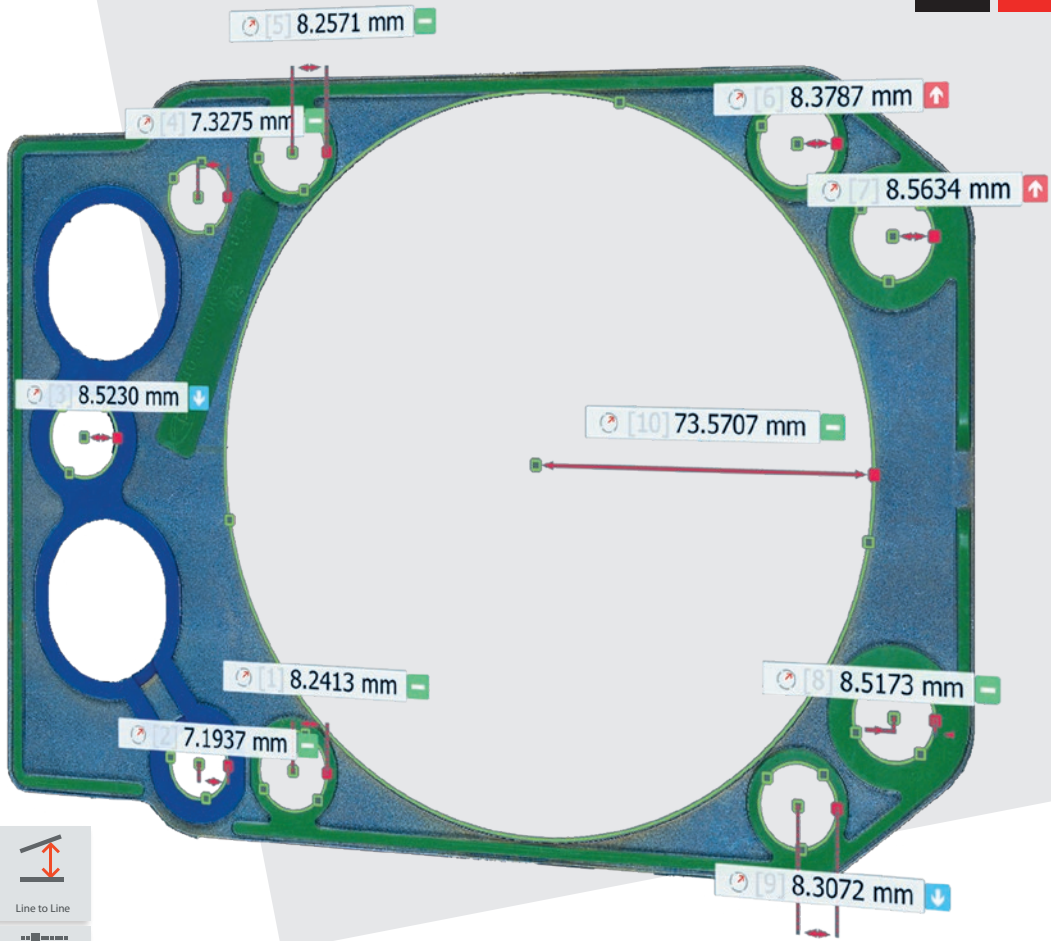 [5] 8.2571 mm
[6] 8.3787 mm
[4] 7.3275 mm
[7] 8.5634 mm
[3] 8.5230 mm
[10] 73.5707 mm
[1] 8.2413 mm
[8] 8.5173 mm
[2] 7.1937 mm
[9] 8.3072 mm
Line to Line